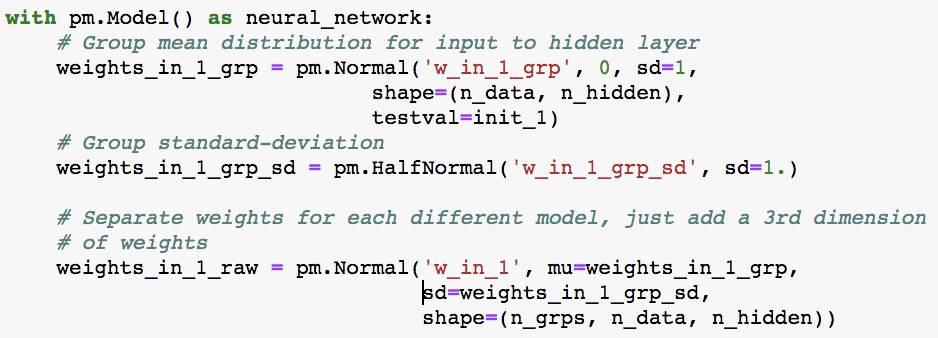 with pm.Model() as neural_network:
    # Group mean distribution for input to hidden layer
    weights_in_1_grp = pm.Normal('w_in_1_grp', 0, sd=1,
                             shape=(n_data, n_hidden),
                             testval=init_1)
    # Group standard-deviation
    weights_in_1_grp_sd = pm.HalfNormal('w_in_1_grp_sd', sd=1.)

    # Separate weights for each different model, just add a 3rd dimension
    # of weights
    weights_in_1_raw = pm.Normal('w_in_1', mu=weights_in_1_grp,
                                 sd=weights_in_1_grp_sd,
                                 shape=(n_grps, n_data, n_hidden))